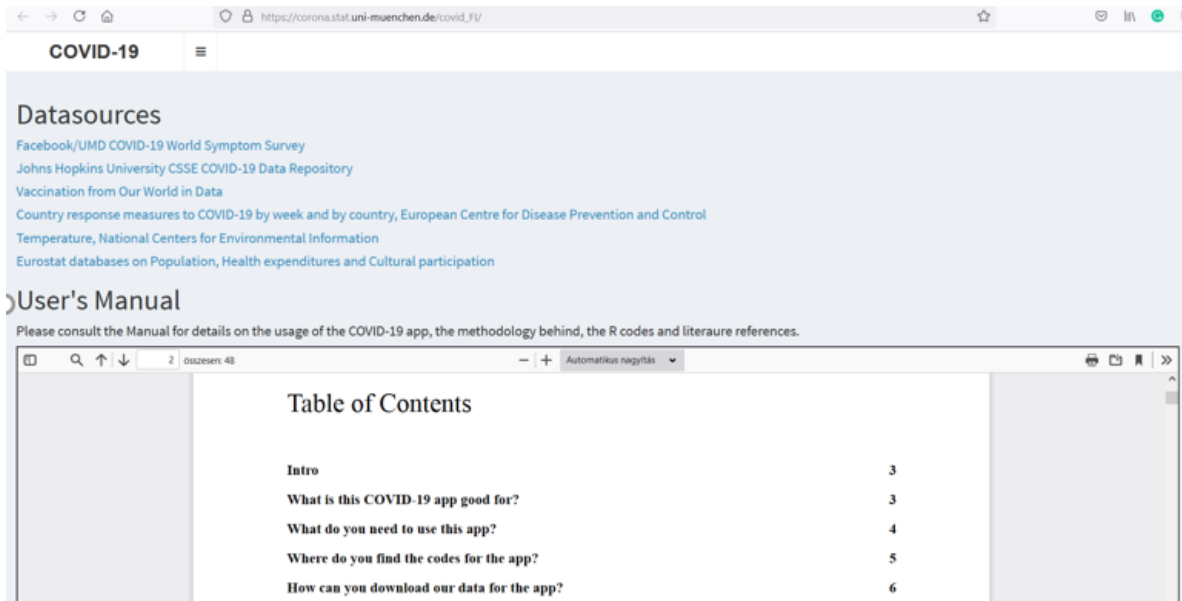 https://corona.stat.uni-muenchen.de/covid_FI/
COVID-19
Datasources
Facebook/UMD COVID-19 World Symptom Survey
Johns Hopkins University CSSE COVID-19 Data Repository
Vaccination from Our World in Data
Country response measures to COVID-19 by week and by country, European Centre for Disease Prevention and Control
Temperature, National Centers for Environmental Information
Eurostat databases on Population, Health expenditures and Cultural participation
User's Manual
Please consult the Manual for details on the usage of the COVID-19 app, the methodology behind, the R codes and literaure references.
2 összesen: 48 Automatikus nagyítás
Table of Contents
Intro 3
What is this COVID-19 app good for? 3
What do you need to use this app? 4
Where do you find the codes for the app? 5
How can you download our data for the app? 6